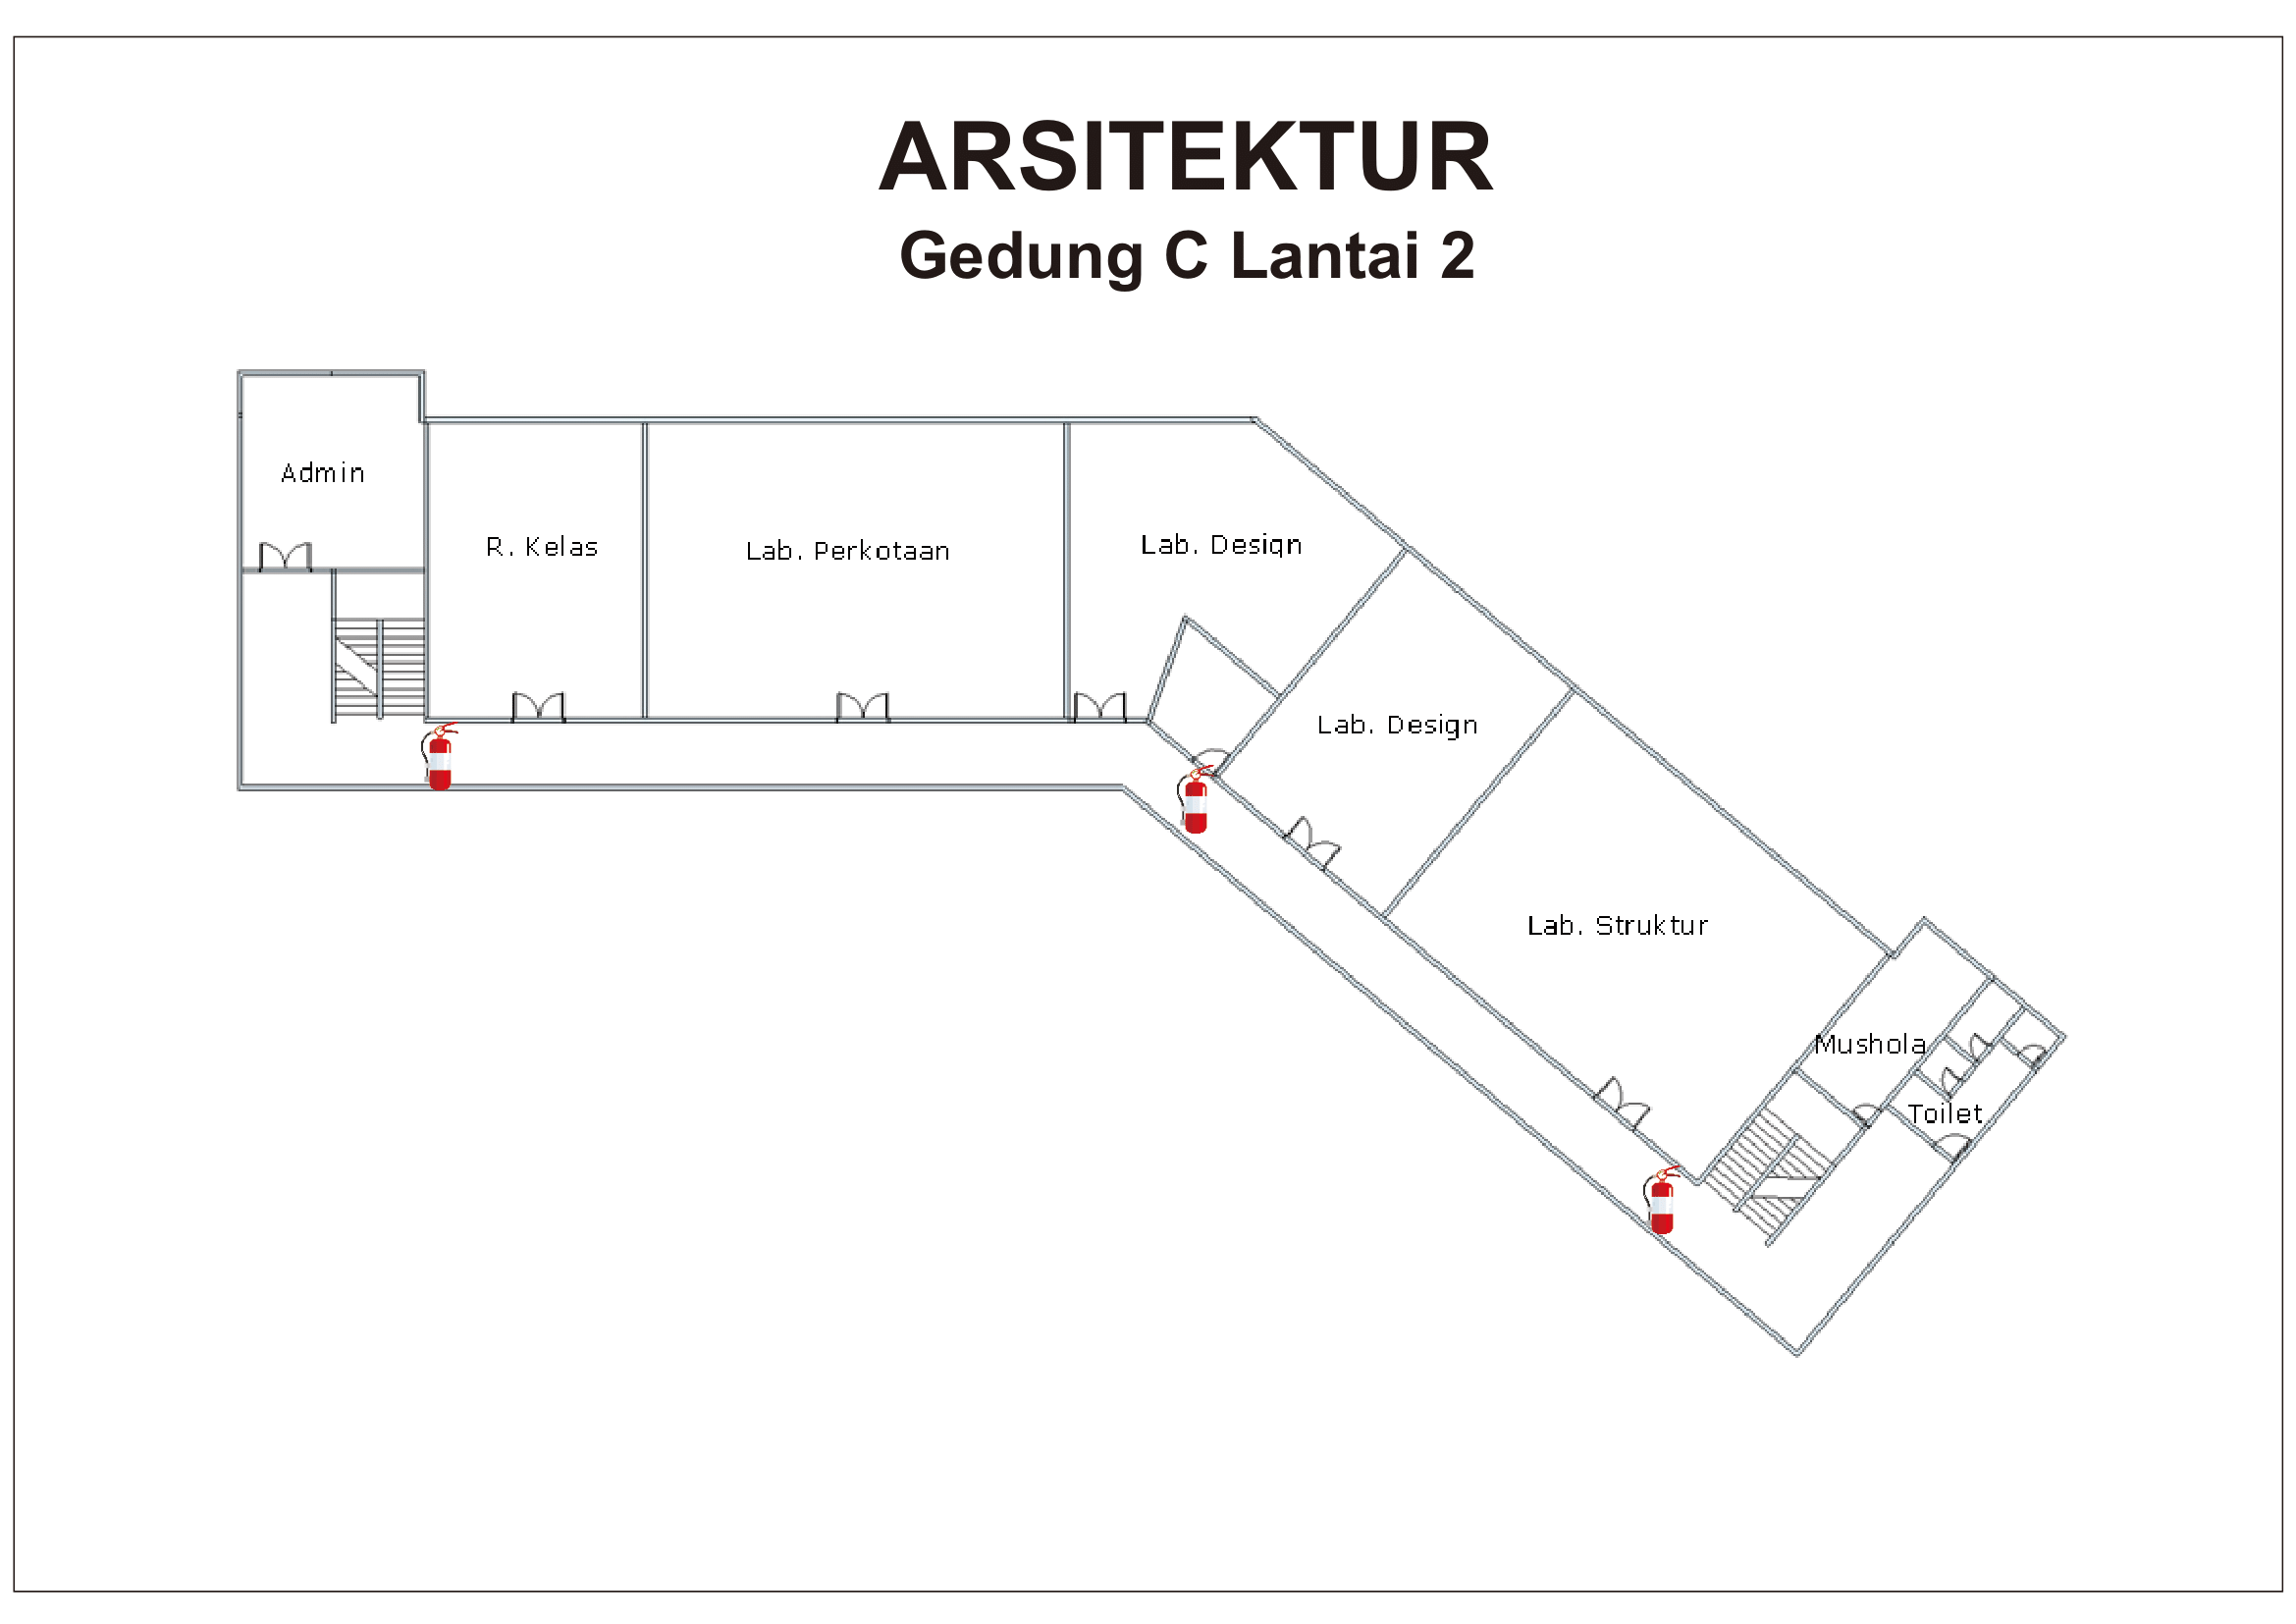 ARSITEKTUR
Gedung C Lantai 2
Admin
R. Kelas
Lab. Perkotaan
Lab. Design
Lab. Design
Lab. Struktur
Mushola
Toilet